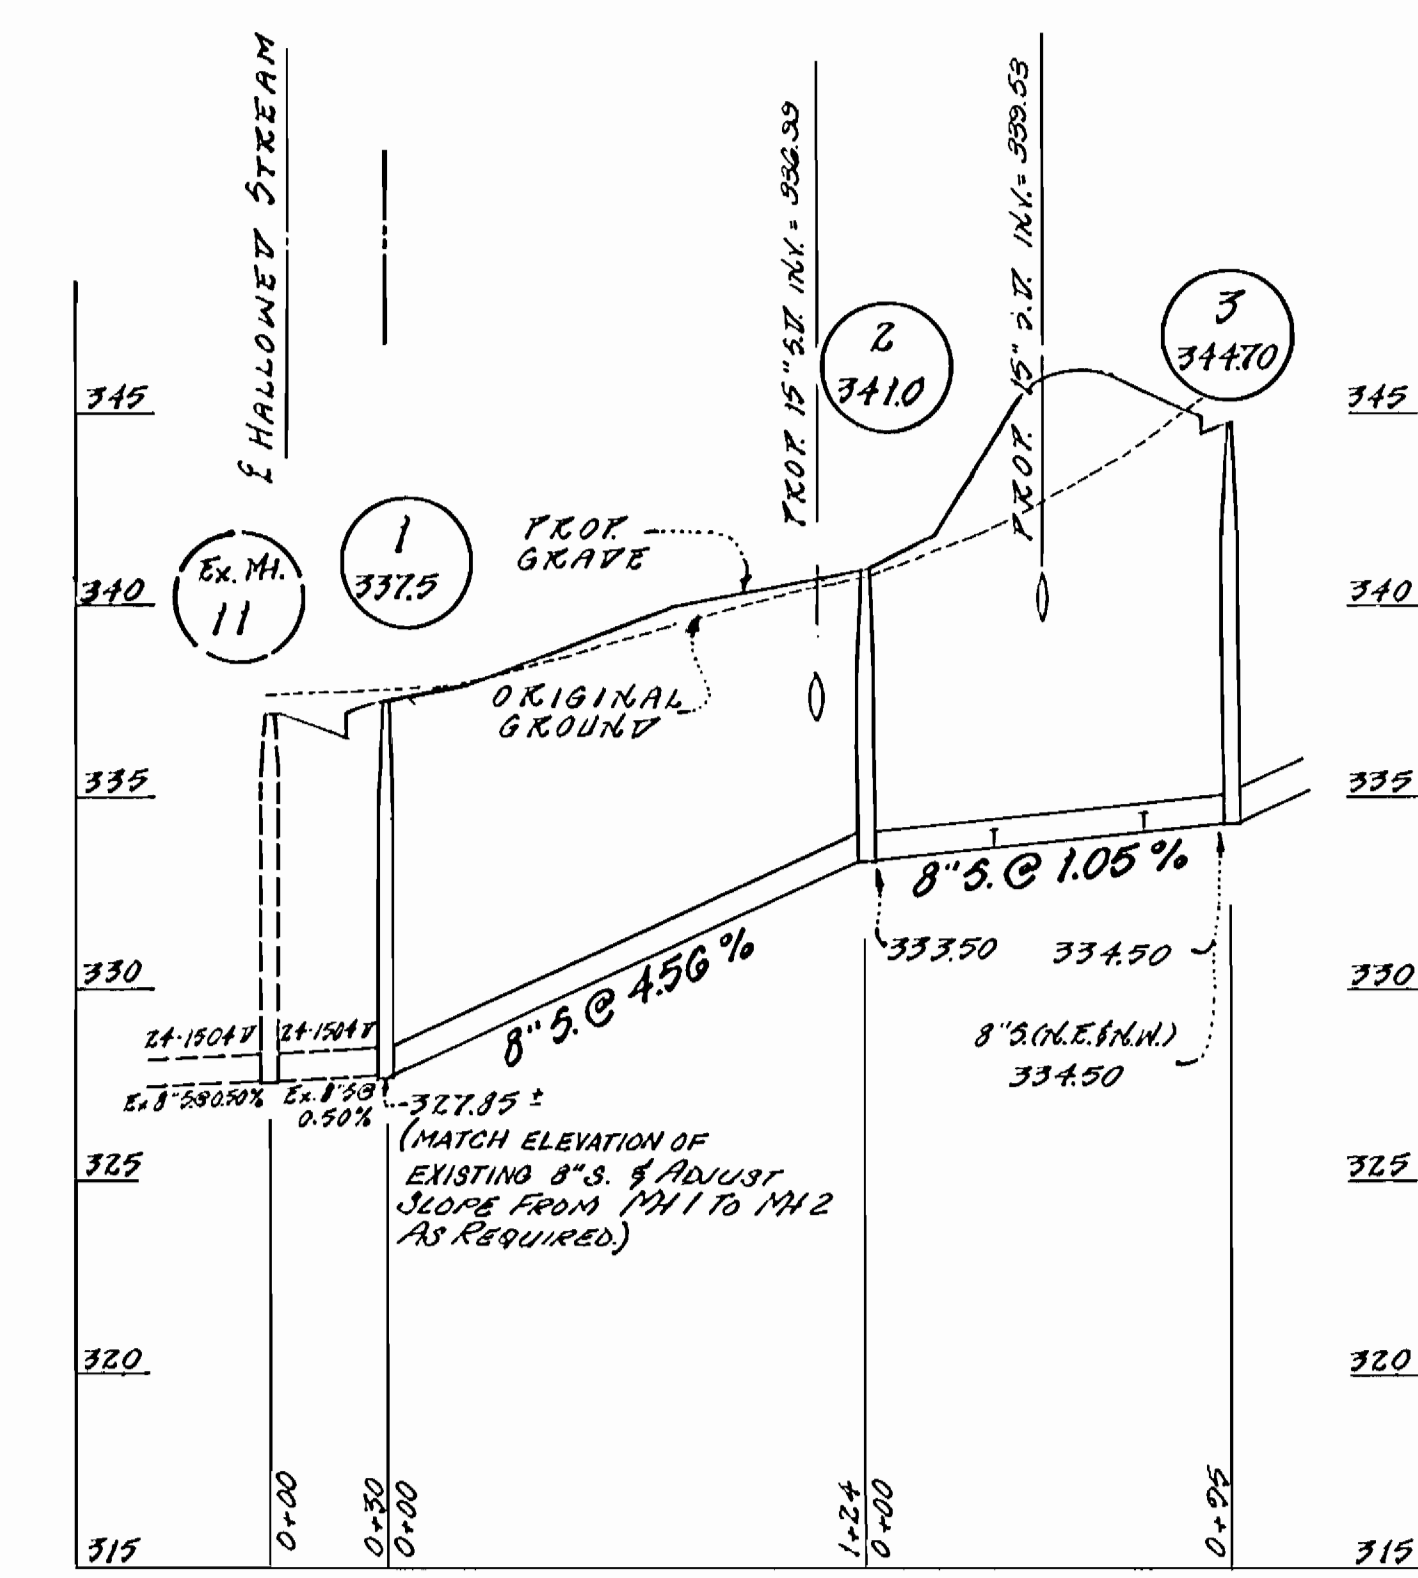 ℄ HALLOWED STREAM
PROP. 15" S.D. INV. = 336.99
PROP. 15" S.D. INV. = 339.53
345
340
335
330
325
320
315
Ex. MH.
11
1
337.5
2
341.0
3
344.70
PROP.
GRADE
ORIGINAL
GROUND
345
340
335
330
325
320
315
8" S. @ 4.56 %
8" S. @ 1.05 %
333.50
334.50
8" S. (N.E. & N.W.)
334.50
24-1504 D
24-1504 D
Ex 8" S @ 0.50%
Ex. 8" S @
0.50%
327.85 ±
(MATCH ELEVATION OF
EXISTING 8" S. & ADJUST
SLOPE FROM MH 1 TO MH 2
AS REQUIRED.)
0+00
0+30
0+00
1+24
0+00
0+95